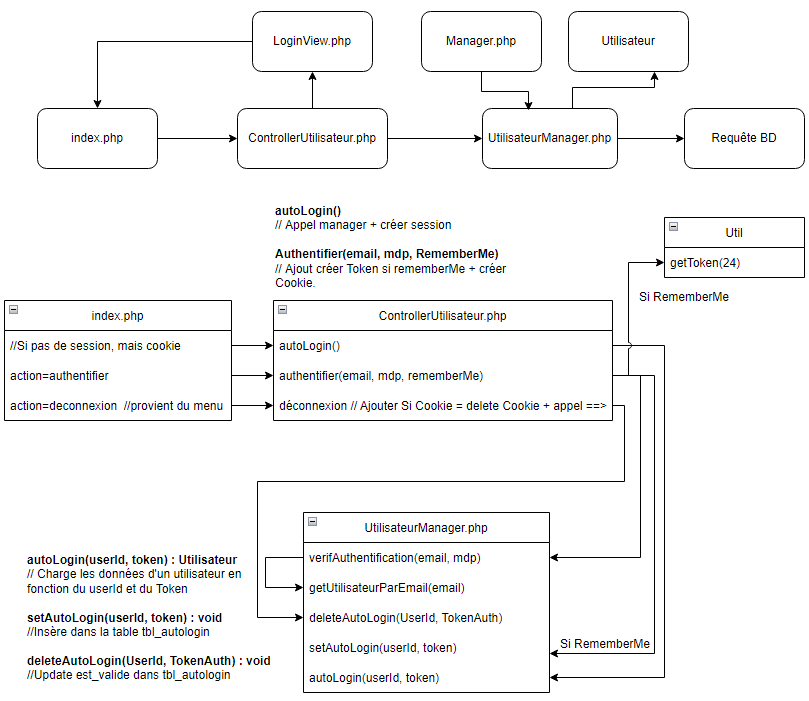 LoginView.php
Manager.php
Utilisateur
index.php
ControllerUtilisateur.php
UtilisateurManager.php
Requête BD
autoLogin()
// Appel manager + créer session
Authentifier(email, mdp, RememberMe)
// Ajout créer Token si rememberMe + créer
Cookie.
Util
getToken(24)
Si RememberMe
index.php
//Si pas de session, mais cookie
action=authentifier
action=deconnexion //provient du menu
ControllerUtilisateur.php
autoLogin()
authentifier(email, mdp, rememberMe)
déconnexion // Ajouter Si Cookie = delete Cookie + appel ==>
UtilisateurManager.php
verifAuthentification(email, mdp)
getUtilisateurParEmail(email)
deleteAutoLogin(UserId, TokenAuth)
setAutoLogin(userId, token)
autoLogin(userId, token)
Si RememberMe
autoLogin(userId, token) : Utilisateur
// Charge les données d'un utilisateur en
fonction du userId et du Token
setAutoLogin(userId, token) : void
//Insère dans la table tbl_autologin
deleteAutoLogin(UserId, TokenAuth) : void
//Update est_valide dans tbl_autologin